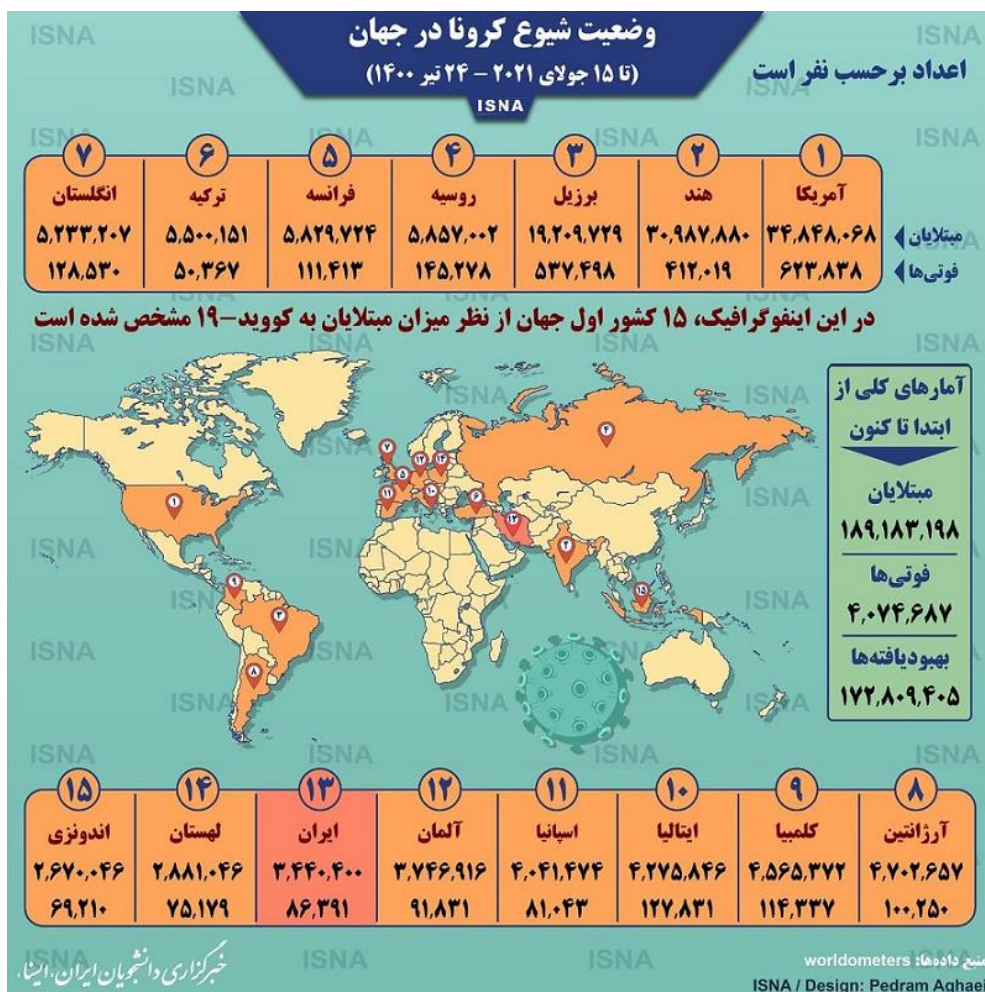 وضعیت شیوع کرونا در جهان
(تا ۱۵ جولای ۲۰۲۱ – ۲۴ تیر ۱۴۰۰)
ISNA
اعداد برحسب نفر است
۱ ۲ ۳ ۴ ۵ ۶ ۷
آمریکا هند برزیل روسیه فرانسه ترکیه انگلستان
مبتلایان ۳۴,۸۴۸,۰۶۸ ۳۰,۹۸۷,۸۸۰ ۱۹,۲۰۹,۷۲۹ ۵,۸۵۷,۰۰۲ ۵,۸۲۹,۷۲۴ ۵,۵۰۰,۱۵۱ ۵,۲۳۳,۲۰۷
فوتی‌ها ۶۲۳,۸۳۸ ۴۱۲,۰۱۹ ۵۳۷,۴۹۸ ۱۴۵,۲۷۸ ۱۱۱,۴۱۳ ۵۰,۳۶۷ ۱۲۸,۵۳۰
در این اینفوگرافیک، ۱۵ کشور اول جهان از نظر میزان مبتلایان به کووید–۱۹ مشخص شده است
آمارهای کلی از
ابتدا تا کنون
مبتلایان
۱۸۹,۱۸۳,۱۹۸
فوتی‌ها
۴,۰۷۴,۶۸۷
بهبودیافته‌ها
۱۷۲,۸۰۹,۴۰۵
۸ ۹ ۱۰ ۱۱ ۱۲ ۱۳ ۱۴ ۱۵
آرژانتین کلمبیا ایتالیا اسپانیا آلمان ایران لهستان اندونزی
۴,۷۰۲,۶۵۷ ۴,۵۶۵,۳۷۲ ۴,۲۷۵,۸۴۶ ۴,۰۴۱,۴۷۴ ۳,۷۴۶,۹۱۶ ۳,۴۴۰,۴۰۰ ۲,۸۸۱,۰۴۶ ۲,۶۷۰,۰۴۶
۱۰۰,۲۵۰ ۱۱۴,۳۳۷ ۱۲۷,۸۳۱ ۸۱,۰۴۳ ۹۱,۸۳۱ ۸۶,۳۹۱ ۷۵,۱۷۹ ۶۹,۲۱۰
منبع داده‌ها: worldometers
ISNA / Design: Pedram Aghaei
خبرگزاری دانشجویان ایران، ایسنا،